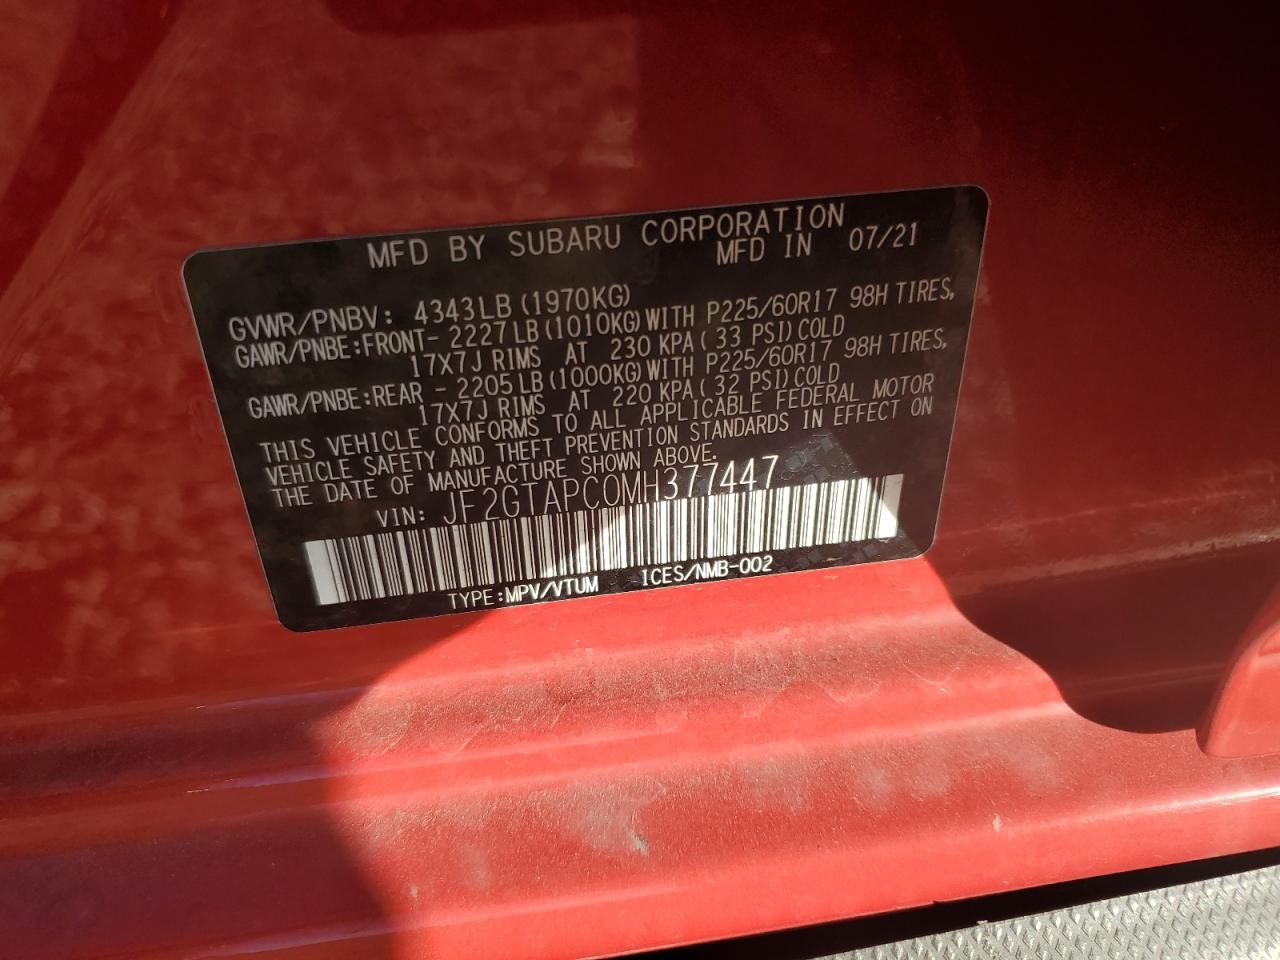 MFD BY SUBARU CORPORATION
MFD IN 07/21
GVWR/PNBV: 4343LB (1970KG)
GAWR/PNBE:FRONT- 2227LB (1010KG) WITH P225/60R17 98H TIRES,
17X7J RIMS AT 230 KPA ( 33 PSI) COLD
GAWR/PNBE:REAR - 2205LB (1000KG) WITH P225/60R17 98H TIRES,
17X7J RIMS AT 220 KPA ( 32 PSI) COLD
THIS VEHICLE CONFORMS TO ALL APPLICABLE FEDERAL MOTOR
VEHICLE SAFETY AND THEFT PREVENTION STANDARDS IN EFFECT ON
THE DATE OF MANUFACTURE SHOWN ABOVE.
VIN: JF2GTAPC0MH377447
TYPE:MPV/VTUM ICES/NMB-002